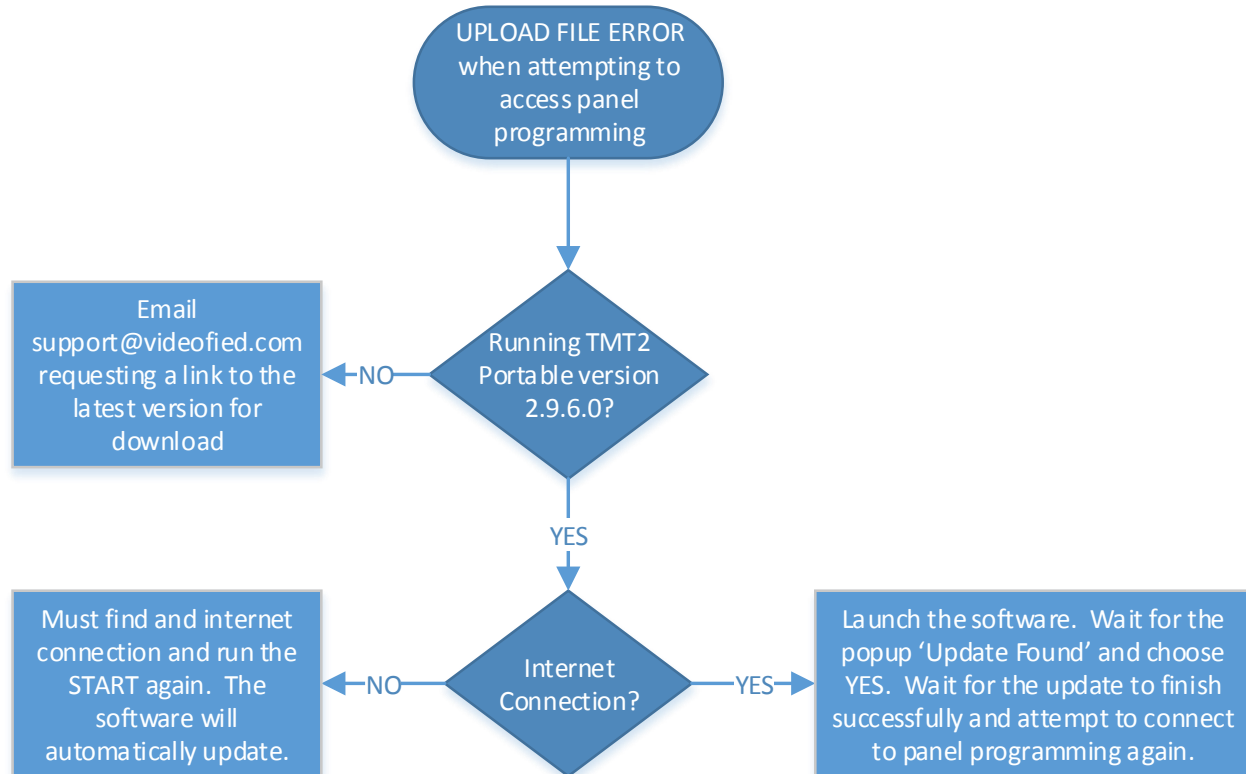 UPLOAD FILE ERROR
when attempting to
access panel
programming
Email
support@videofied.com
requesting a link to the
latest version for
download
NO
Running TMT2
Portable version
2.9.6.0?
YES
Must find and internet
connection and run the
START again.  The
software will
automatically update.
NO
Internet
Connection?
YES
Launch the software.  Wait for the
popup ‘Update Found’ and choose
YES.  Wait for the update to finish
successfully and attempt to connect
to panel programming again.